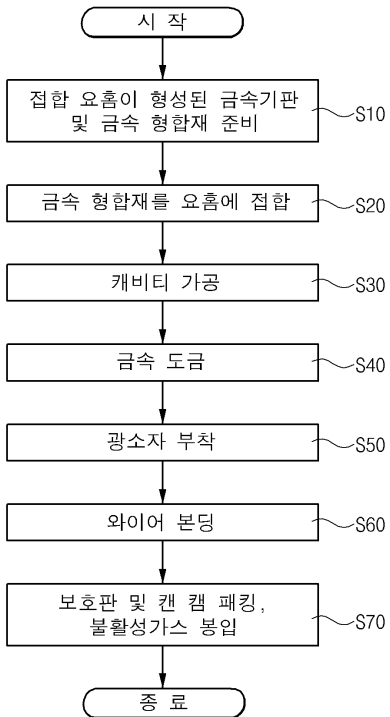 시 작
접합 요홈이 형성된 금속기판
및 금속 형합재 준비
S10
금속 형합재를 요홈에 접합
S20
캐비티 가공
S30
금속 도금
S40
광소자 부착
S50
와이어 본딩
S60
보호판 및 캔 캠 패킹,
불활성가스 봉입
S70
종 료